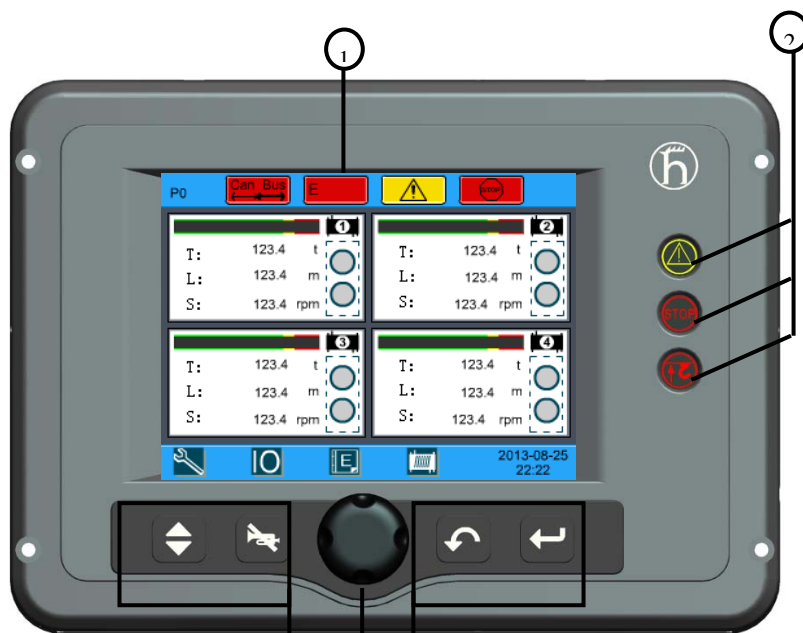 1
2
P0 Can Bus E STOP
1
T: 123.4 t
L: 123.4 m
S: 123.4 rpm
2
T: 123.4 t
L: 123.4 m
S: 123.4 rpm
3
T: 123.4 t
L: 123.4 m
S: 123.4 rpm
4
T: 123.4 t
L: 123.4 m
S: 123.4 rpm
IO E 2013-08-25
22:22
STOP